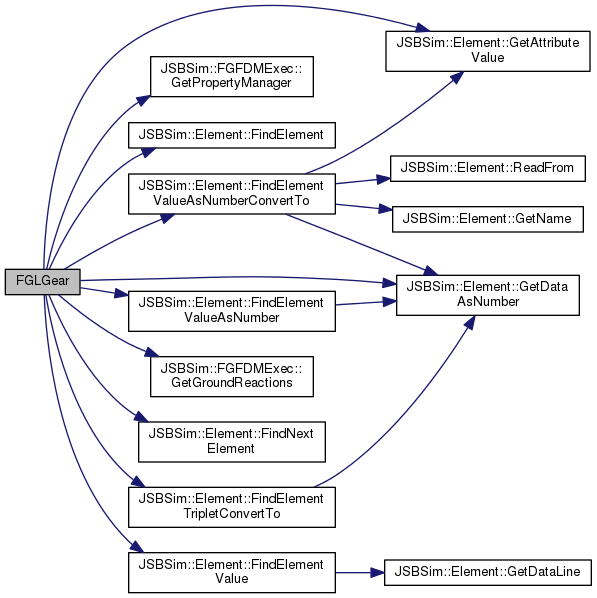 JSBSim::Element::GetAttribute
Value
JSBSim::FGFDMExec::
GetPropertyManager
JSBSim::Element::FindElement
JSBSim::Element::ReadFrom
JSBSim::Element::FindElement
ValueAsNumberConvertTo
JSBSim::Element::GetName
FGLGear
JSBSim::Element::GetData
AsNumber
JSBSim::Element::FindElement
ValueAsNumber
JSBSim::FGFDMExec::
GetGroundReactions
JSBSim::Element::FindNext
Element
JSBSim::Element::FindElement
TripletConvertTo
JSBSim::Element::FindElement
Value
JSBSim::Element::GetDataLine